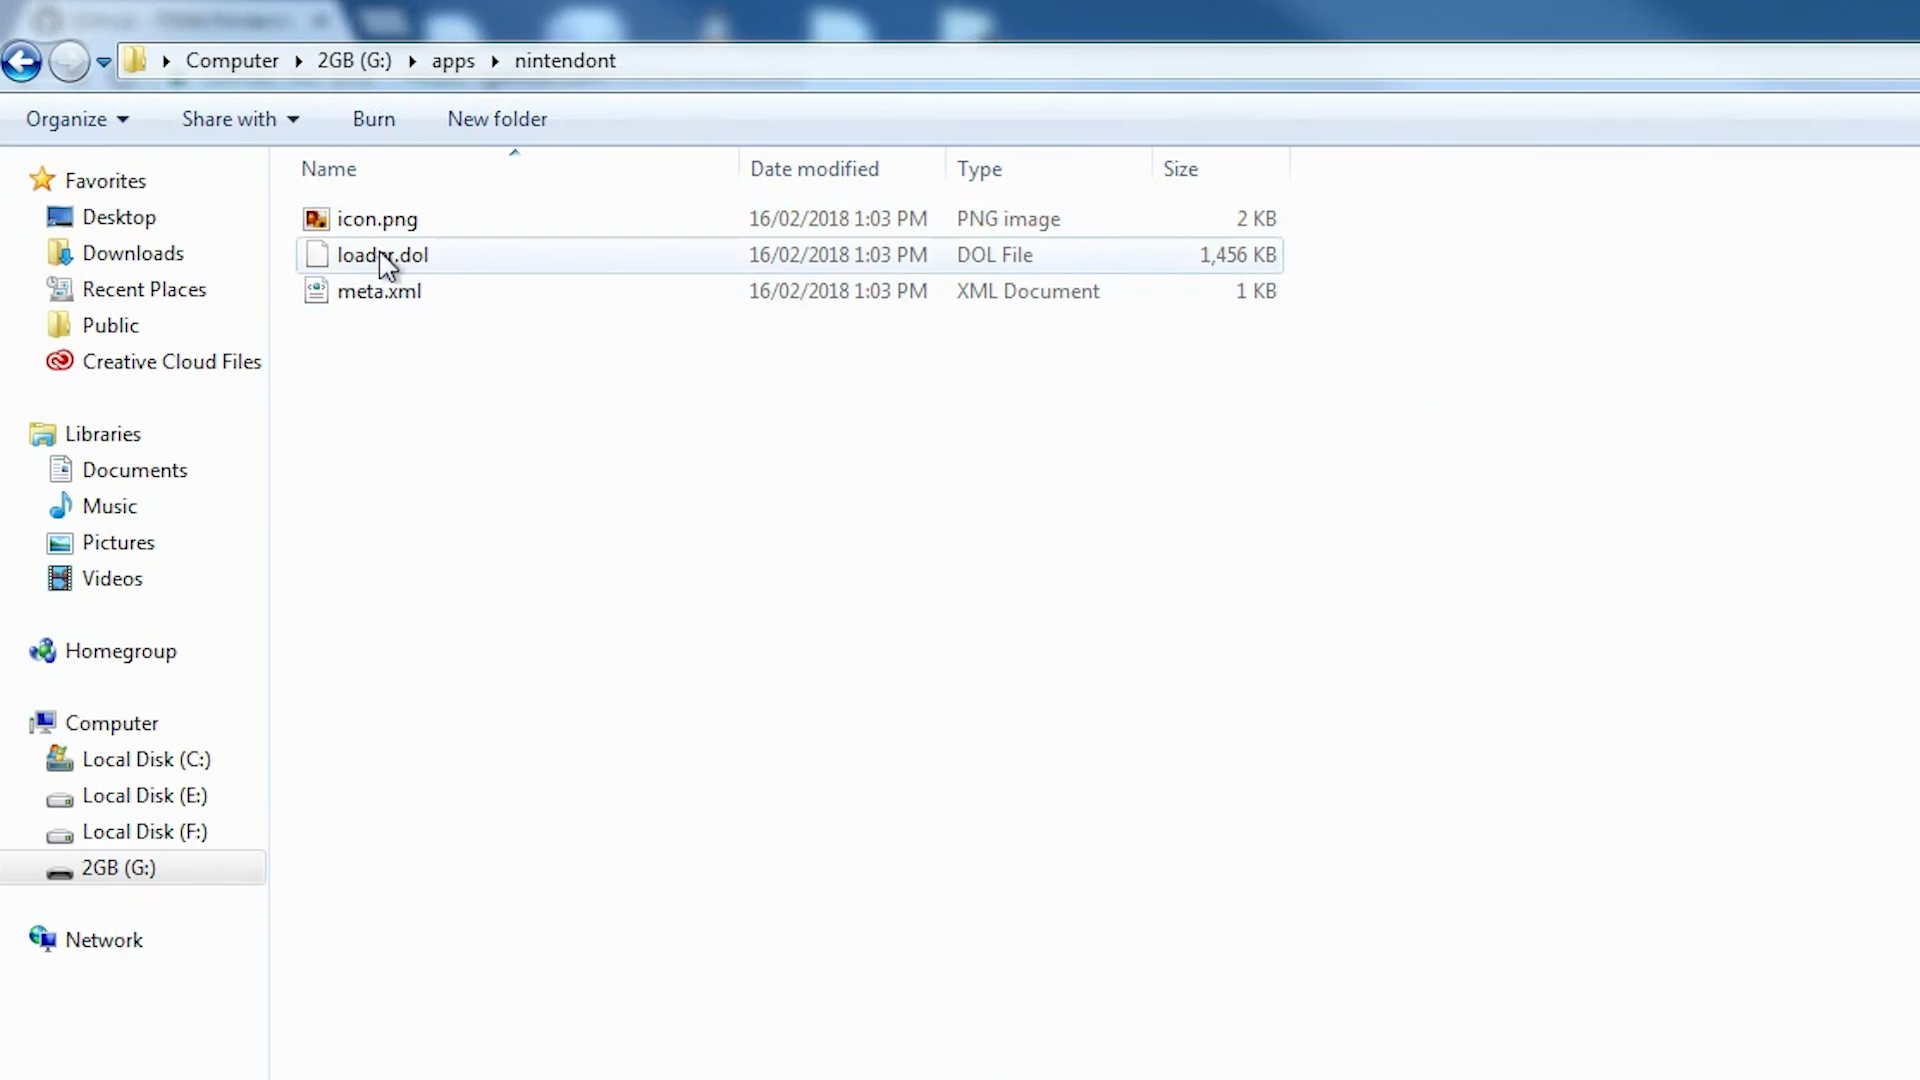 Computer 2GB (G:) apps nintendont
Organize Share with Burn New folder
Name Date modified Type Size
icon.png 16/02/2018 1:03 PM PNG image 2 KB
loader.dol 16/02/2018 1:03 PM DOL File 1,456 KB
meta.xml 16/02/2018 1:03 PM XML Document 1 KB
Favorites
Desktop
Downloads
Recent Places
Public
Creative Cloud Files
Libraries
Documents
Music
Pictures
Videos
Homegroup
Computer
Local Disk (C:)
Local Disk (E:)
Local Disk (F:)
2GB (G:)
Network